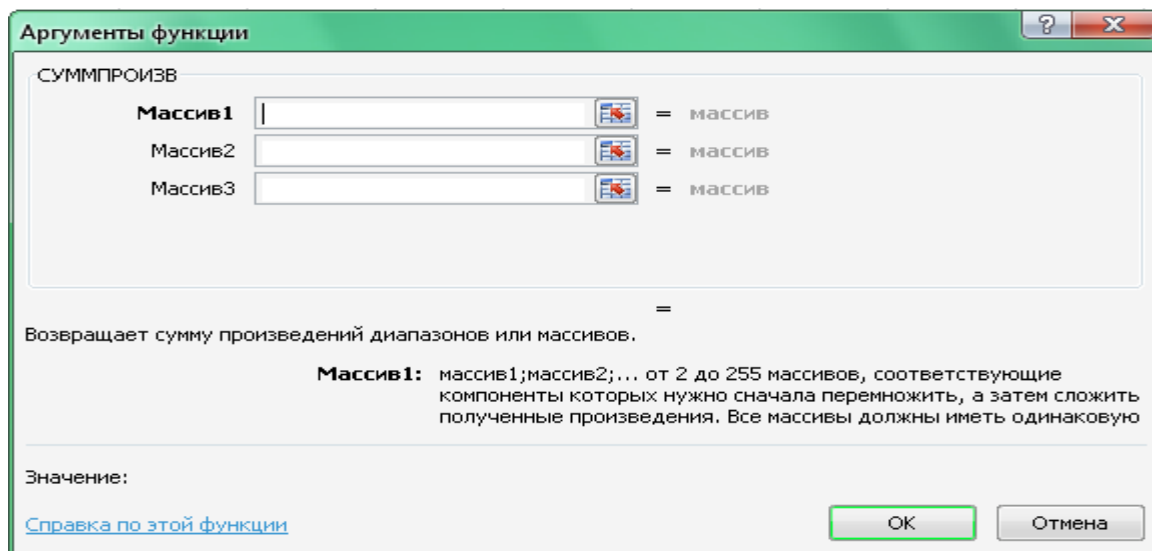 Аргументы функции
СУММПРОИЗВ
Массив1 = массив
Массив2 = массив
Массив3 = массив
=
Возвращает сумму произведений диапазонов или массивов.
Массив1: массив1;массив2;... от 2 до 255 массивов, соответствующие
компоненты которых нужно сначала перемножить, а затем сложить
полученные произведения. Все массивы должны иметь одинаковую
Значение:
Справка по этой функции
ОК Отмена